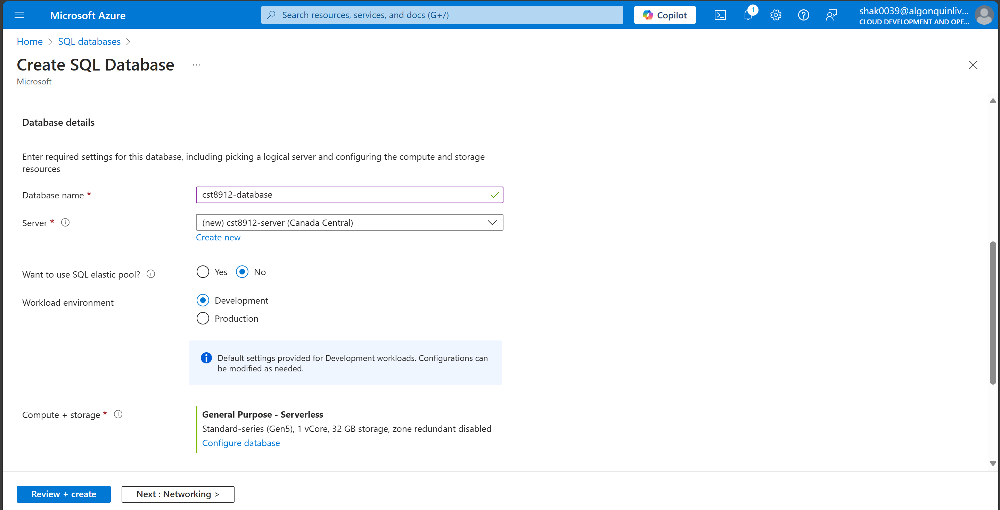 Microsoft Azure
Search resources, services, and docs (G+/)
Copilot
1
shak0039@algonquinliv...
CLOUD DEVELOPMENT AND OPE...
Home > SQL databases >
Create SQL Database ...
Microsoft
Database details
Enter required settings for this database, including picking a logical server and configuring the compute and storage
resources
Database name *
cst8912-database
Server *
(new) cst8912-server (Canada Central)
Create new
Want to use SQL elastic pool?
Yes No
Workload environment
Development
Production
Default settings provided for Development workloads. Configurations can
be modified as needed.
Compute + storage *
General Purpose - Serverless
Standard-series (Gen5), 1 vCore, 32 GB storage, zone redundant disabled
Configure database
Review + create
Next : Networking >